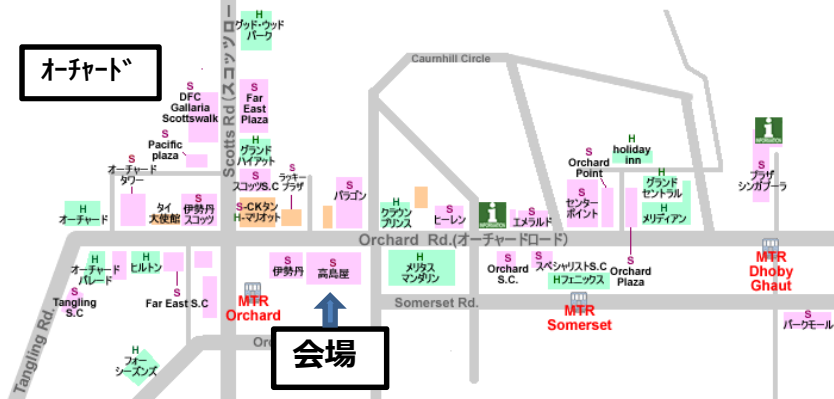 H
グッド・ウッド
パーク
Caurnhill Circle
ｵｰﾁｬｰﾄﾞ
Scotts Rd (スコッツロー
S
DFC
Gallaria
Scottswalk
S
Far
East
Plaza
S
Pacific
plaza
H
グランド
ハイアット
H
holiday
inn
S
オーチャード
タワー
S
スコッツS.C
S
ラッキー
プラザ
S
パラゴン
S
Orchard
Point
H
グランド
セントラル
S
プラザ
シンガプーラ
i
INFORMATION
H
オーチャード
タイ
大使館
S
伊勢丹
スコッツ
S-CKタン
H-マリオット
H
クラウン
プリンス
S
ヒーレン
i
INFORMATION
S
エメラルド
S
センター
ポイント
H
メリディアン
Orchard Rd.(オーチャードロード)
H
オーチャード
パレード
H
ヒルトン
S
Far East S.C
S
伊勢丹
S
高島屋
H
メリタス
マンダリン
S
Orchard
S.C.
S
スペシャリストS.C
Hフェニックス
S
Orchard
Plaza
MTR
Dhoby
Ghaut
S
Tangling
S.C
MTR
Orchard
Somerset Rd.
MTR
Somerset
S
パークモール
Tangling Rd.
Orc
会場
H
フォー
シーズンズ